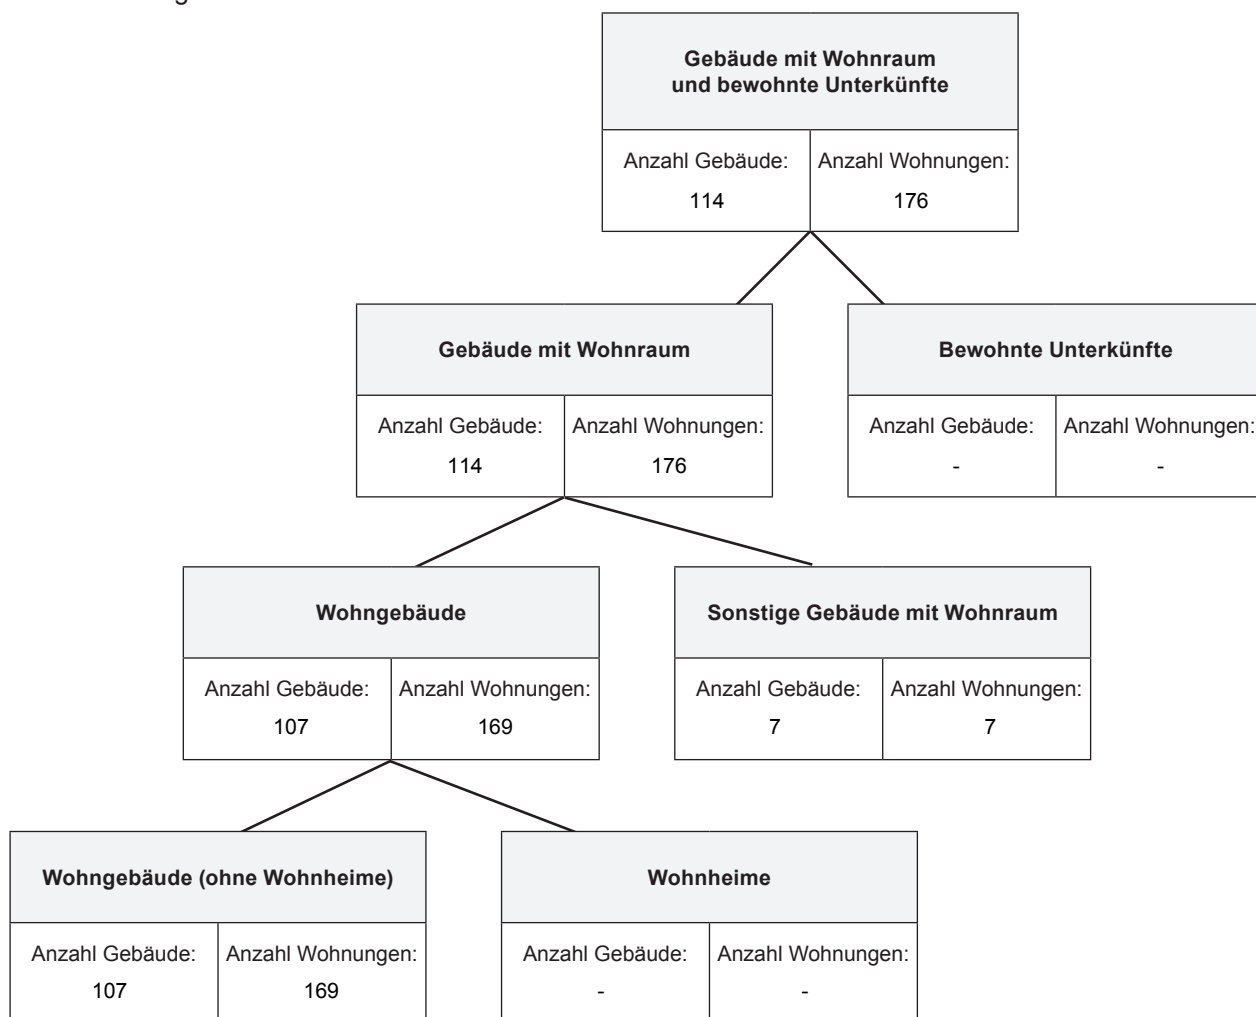 Gebäude mit Wohnraum
und bewohnte Unterkünfte
Anzahl Gebäude: Anzahl Wohnungen:
114 176
Gebäude mit Wohnraum Bewohnte Unterkünfte
Anzahl Gebäude: Anzahl Wohnungen: Anzahl Gebäude: Anzahl Wohnungen:
114 176 - -
Wohngebäude Sonstige Gebäude mit Wohnraum
Anzahl Gebäude: Anzahl Wohnungen: Anzahl Gebäude: Anzahl Wohnungen:
107 169 7 7
Wohngebäude (ohne Wohnheime) Wohnheime
Anzahl Gebäude: Anzahl Wohnungen: Anzahl Gebäude: Anzahl Wohnungen:
107 169 - -